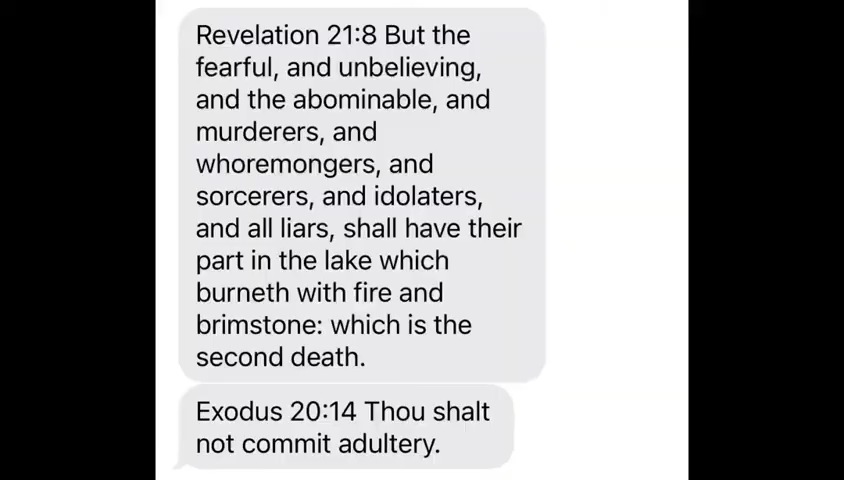 Revelation 21:8 But the
fearful, and unbelieving,
and the abominable, and
murderers, and
whoremongers, and
sorcerers, and idolaters,
and all liars, shall have their
part in the lake which
burneth with fire and
brimstone: which is the
second death.
Exodus 20:14 Thou shalt
not commit adultery.